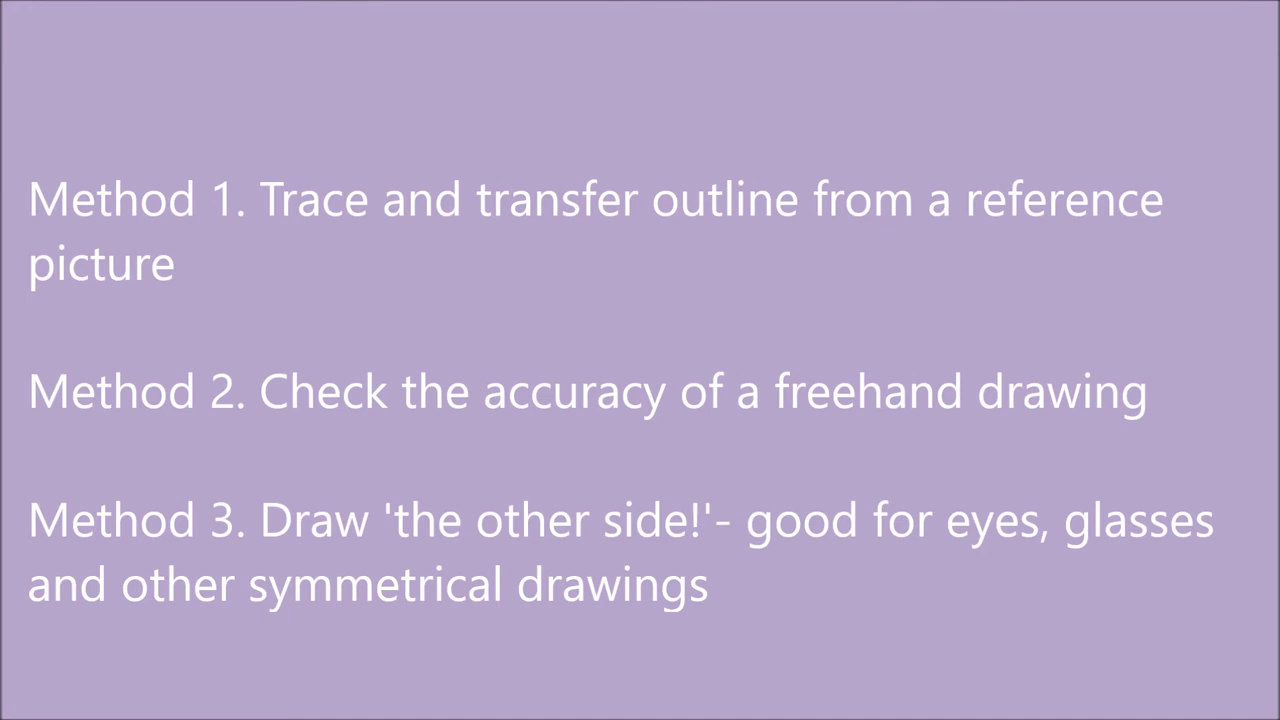 Method 1. Trace and transfer outline from a reference
picture
Method 2. Check the accuracy of a freehand drawing
Method 3. Draw 'the other side!'- good for eyes, glasses
and other symmetrical drawings